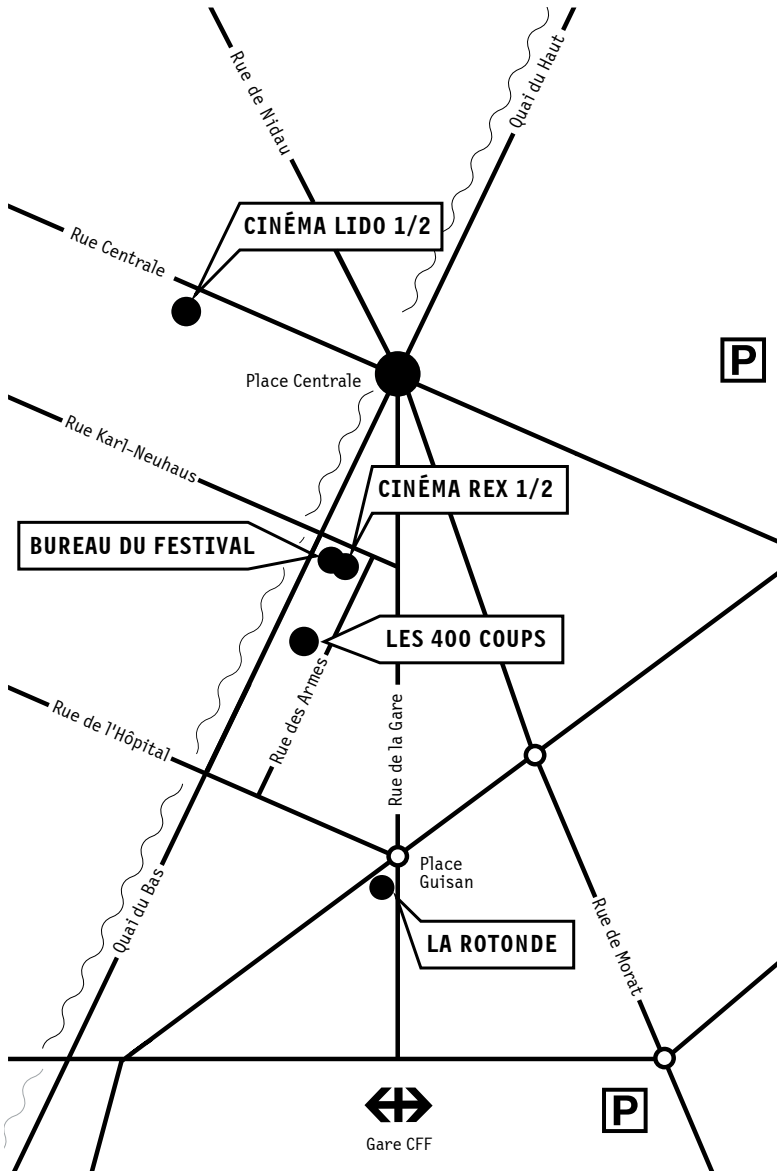 Rue de Nidau
Quai du Haut
CINÉMA LIDO 1/2
Rue Centrale
P
Place Centrale
Rue Karl-Neuhaus
CINÉMA REX 1/2
BUREAU DU FESTIVAL
LES 400 COUPS
Rue des Armes
Rue de l'Hôpital
Rue de la Gare
Place
Guisan
Quai du Bas
LA ROTONDE
Rue de Morat
P
Gare CFF